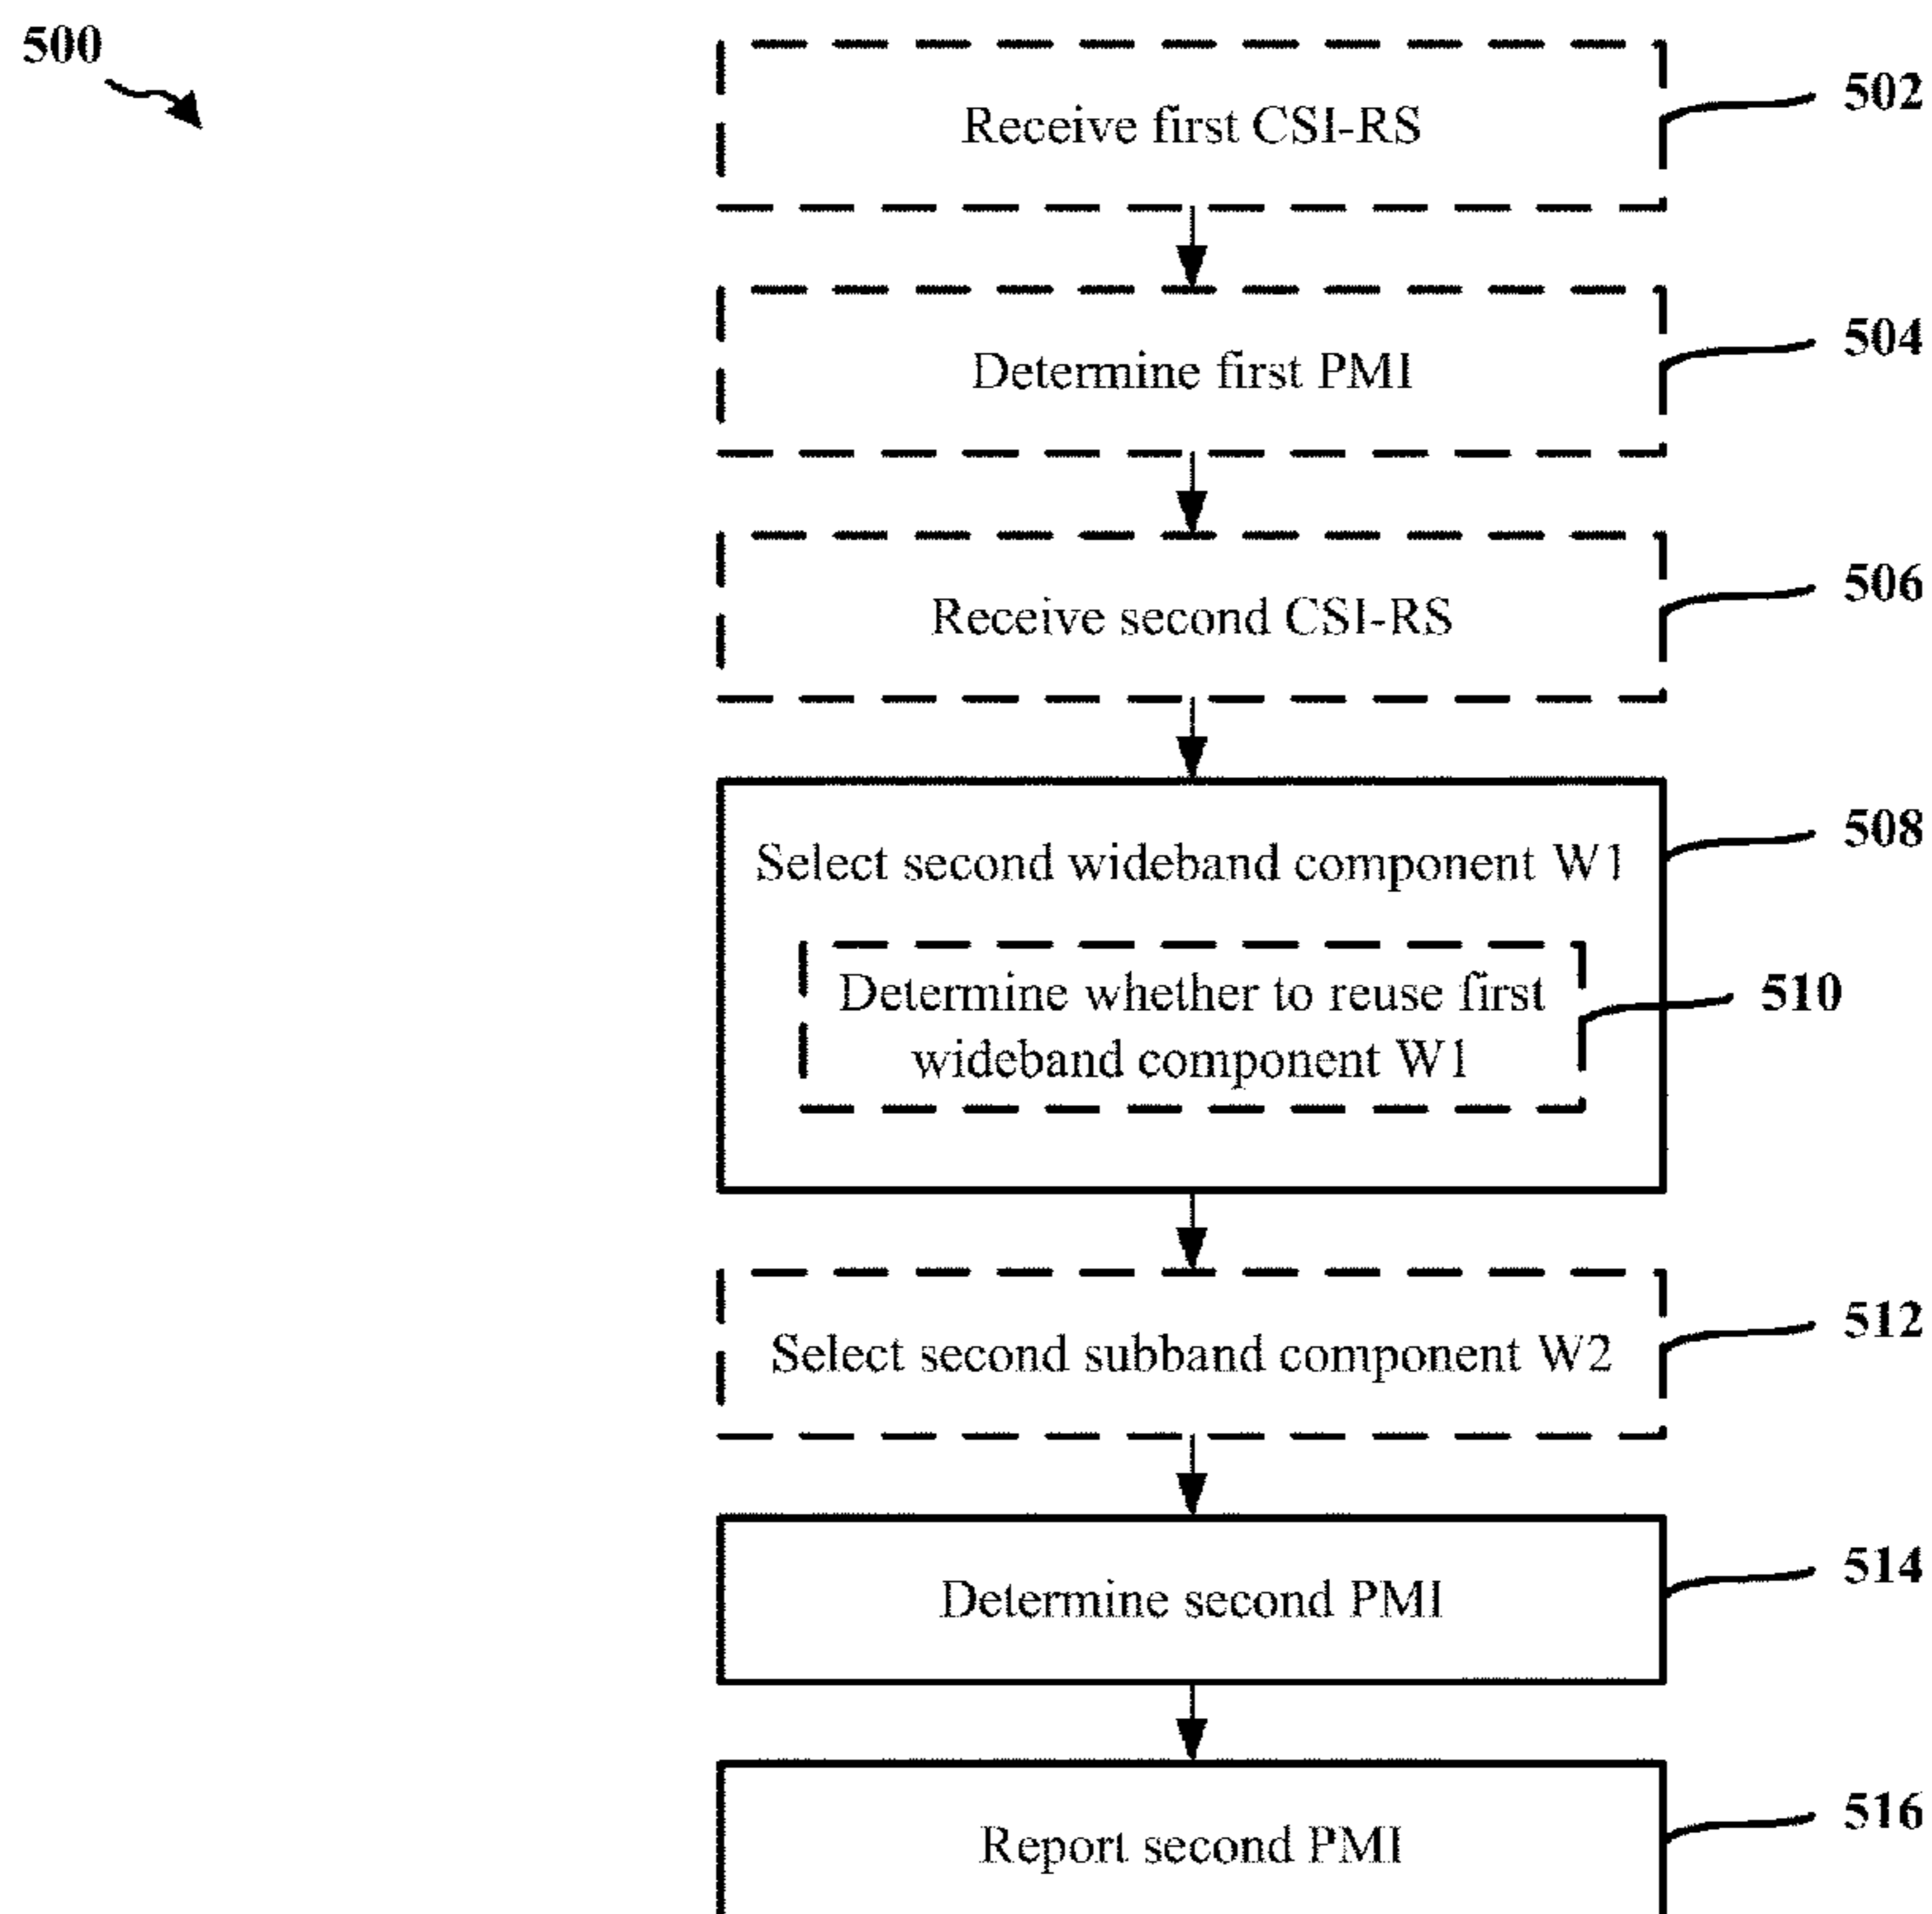 500
Receive first CSI-RS
502
Determine first PMI
504
Receive second CSI-RS
506
Select second wideband component W1
508
Determine whether to reuse first
wideband component W1
510
Select second subband component W2
512
Determine second PMI
514
Report second PMI
516